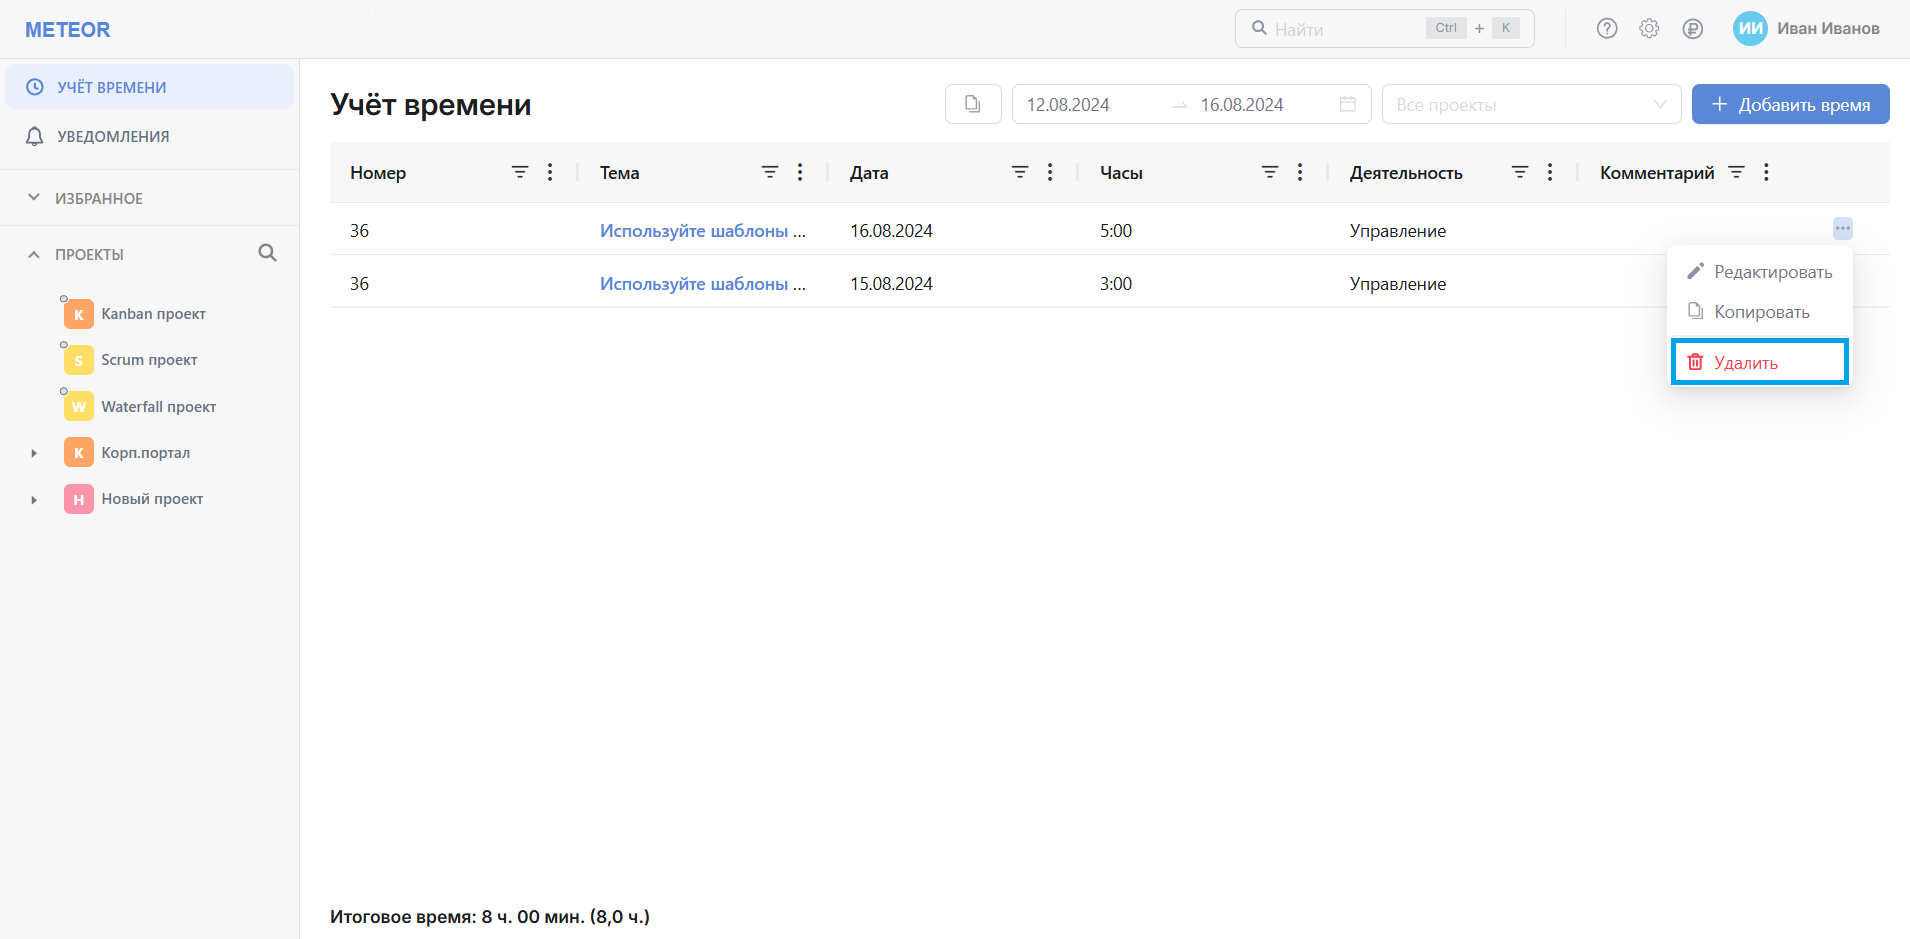 METEOR
Найти Ctrl + K
ИИ Иван Иванов
УЧЁТ ВРЕМЕНИ
УВЕДОМЛЕНИЯ
ИЗБРАННОЕ
ПРОЕКТЫ
K Kanban проект
S Scrum проект
W Waterfall проект
К Корп.портал
Н Новый проект
Учёт времени
12.08.2024 → 16.08.2024
Все проекты
+ Добавить время
Номер Тема Дата Часы Деятельность Комментарий
36 Используйте шаблоны ... 16.08.2024 5:00 Управление
36 Используйте шаблоны ... 15.08.2024 3:00 Управление
Редактировать
Копировать
Удалить
Итоговое время: 8 ч. 00 мин. (8,0 ч.)